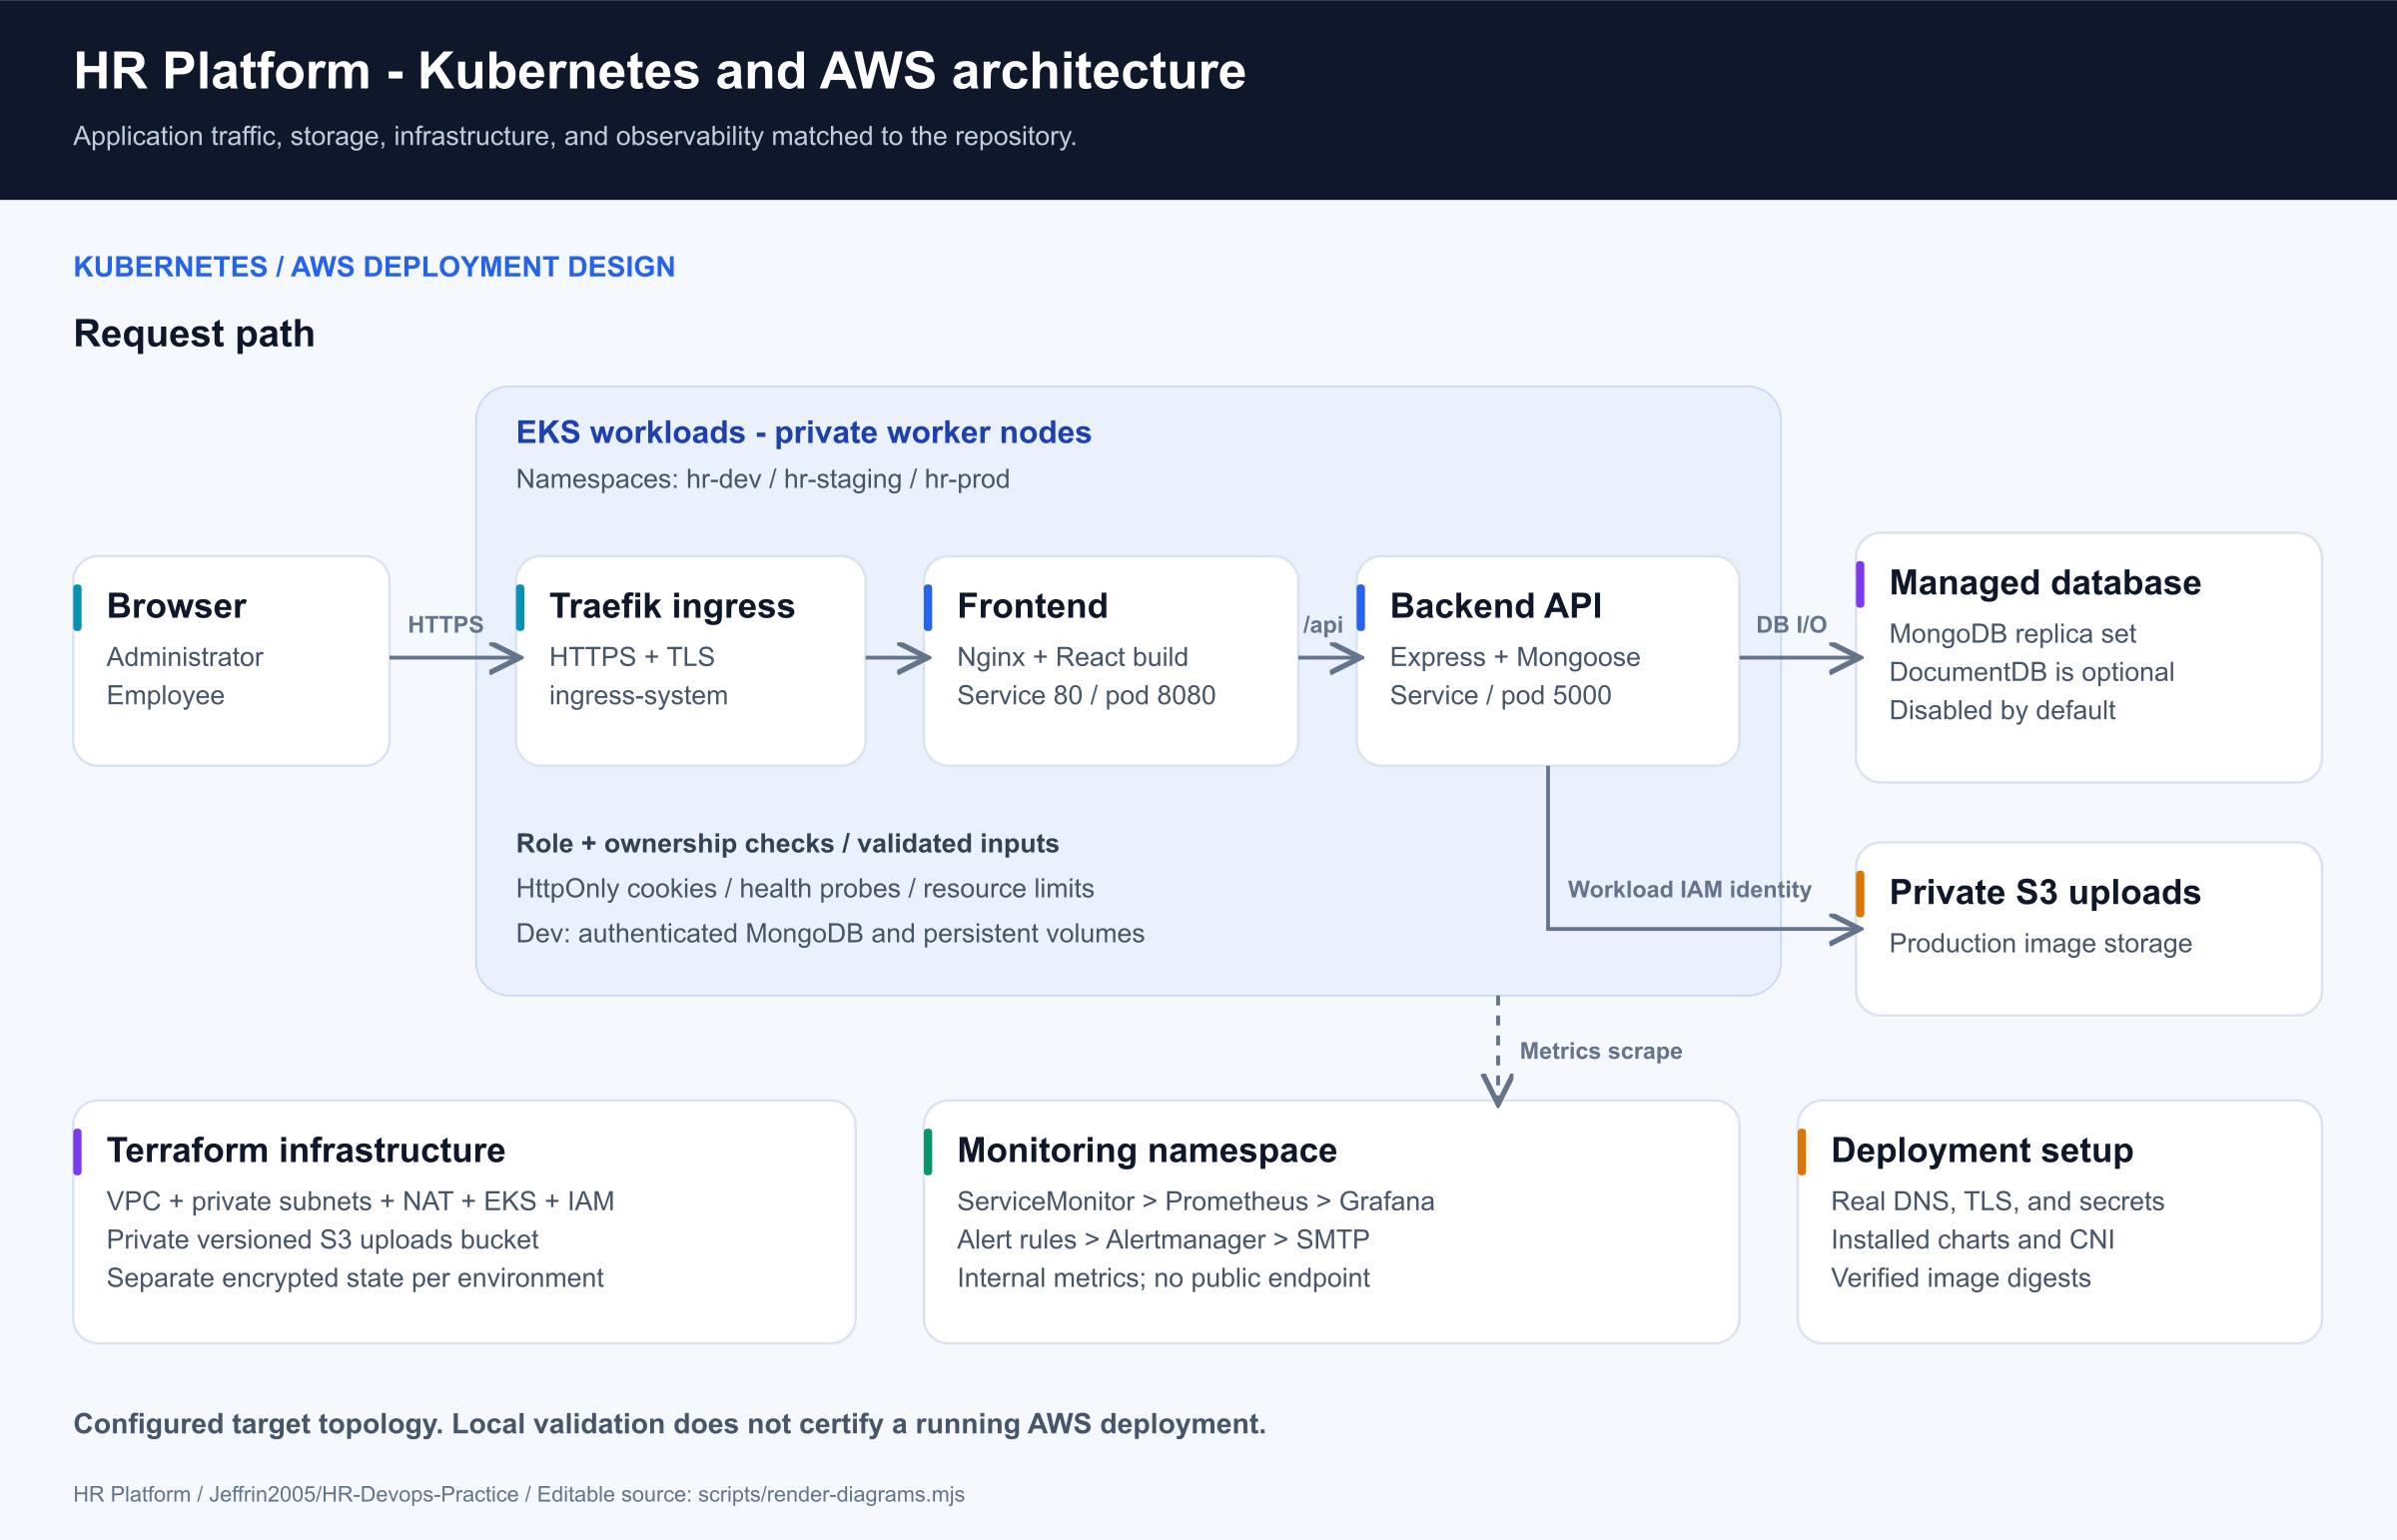 HR Platform - Kubernetes and AWS architecture
Application traffic, storage, infrastructure, and observability matched to the repository.
KUBERNETES / AWS DEPLOYMENT DESIGN
Request path
EKS workloads - private worker nodes
Namespaces: hr-dev / hr-staging / hr-prod
Browser
Administrator
Employee
HTTPS
Traefik ingress
HTTPS + TLS
ingress-system
Frontend
Nginx + React build
Service 80 / pod 8080
/api
Backend API
Express + Mongoose
Service / pod 5000
DB I/O
Managed database
MongoDB replica set
DocumentDB is optional
Disabled by default
Role + ownership checks / validated inputs
HttpOnly cookies / health probes / resource limits
Dev: authenticated MongoDB and persistent volumes
Workload IAM identity
Private S3 uploads
Production image storage
Metrics scrape
Terraform infrastructure
VPC + private subnets + NAT + EKS + IAM
Private versioned S3 uploads bucket
Separate encrypted state per environment
Monitoring namespace
ServiceMonitor > Prometheus > Grafana
Alert rules > Alertmanager > SMTP
Internal metrics; no public endpoint
Deployment setup
Real DNS, TLS, and secrets
Installed charts and CNI
Verified image digests
Configured target topology. Local validation does not certify a running AWS deployment.
HR Platform / Jeffrin2005/HR-Devops-Practice / Editable source: scripts/render-diagrams.mjs